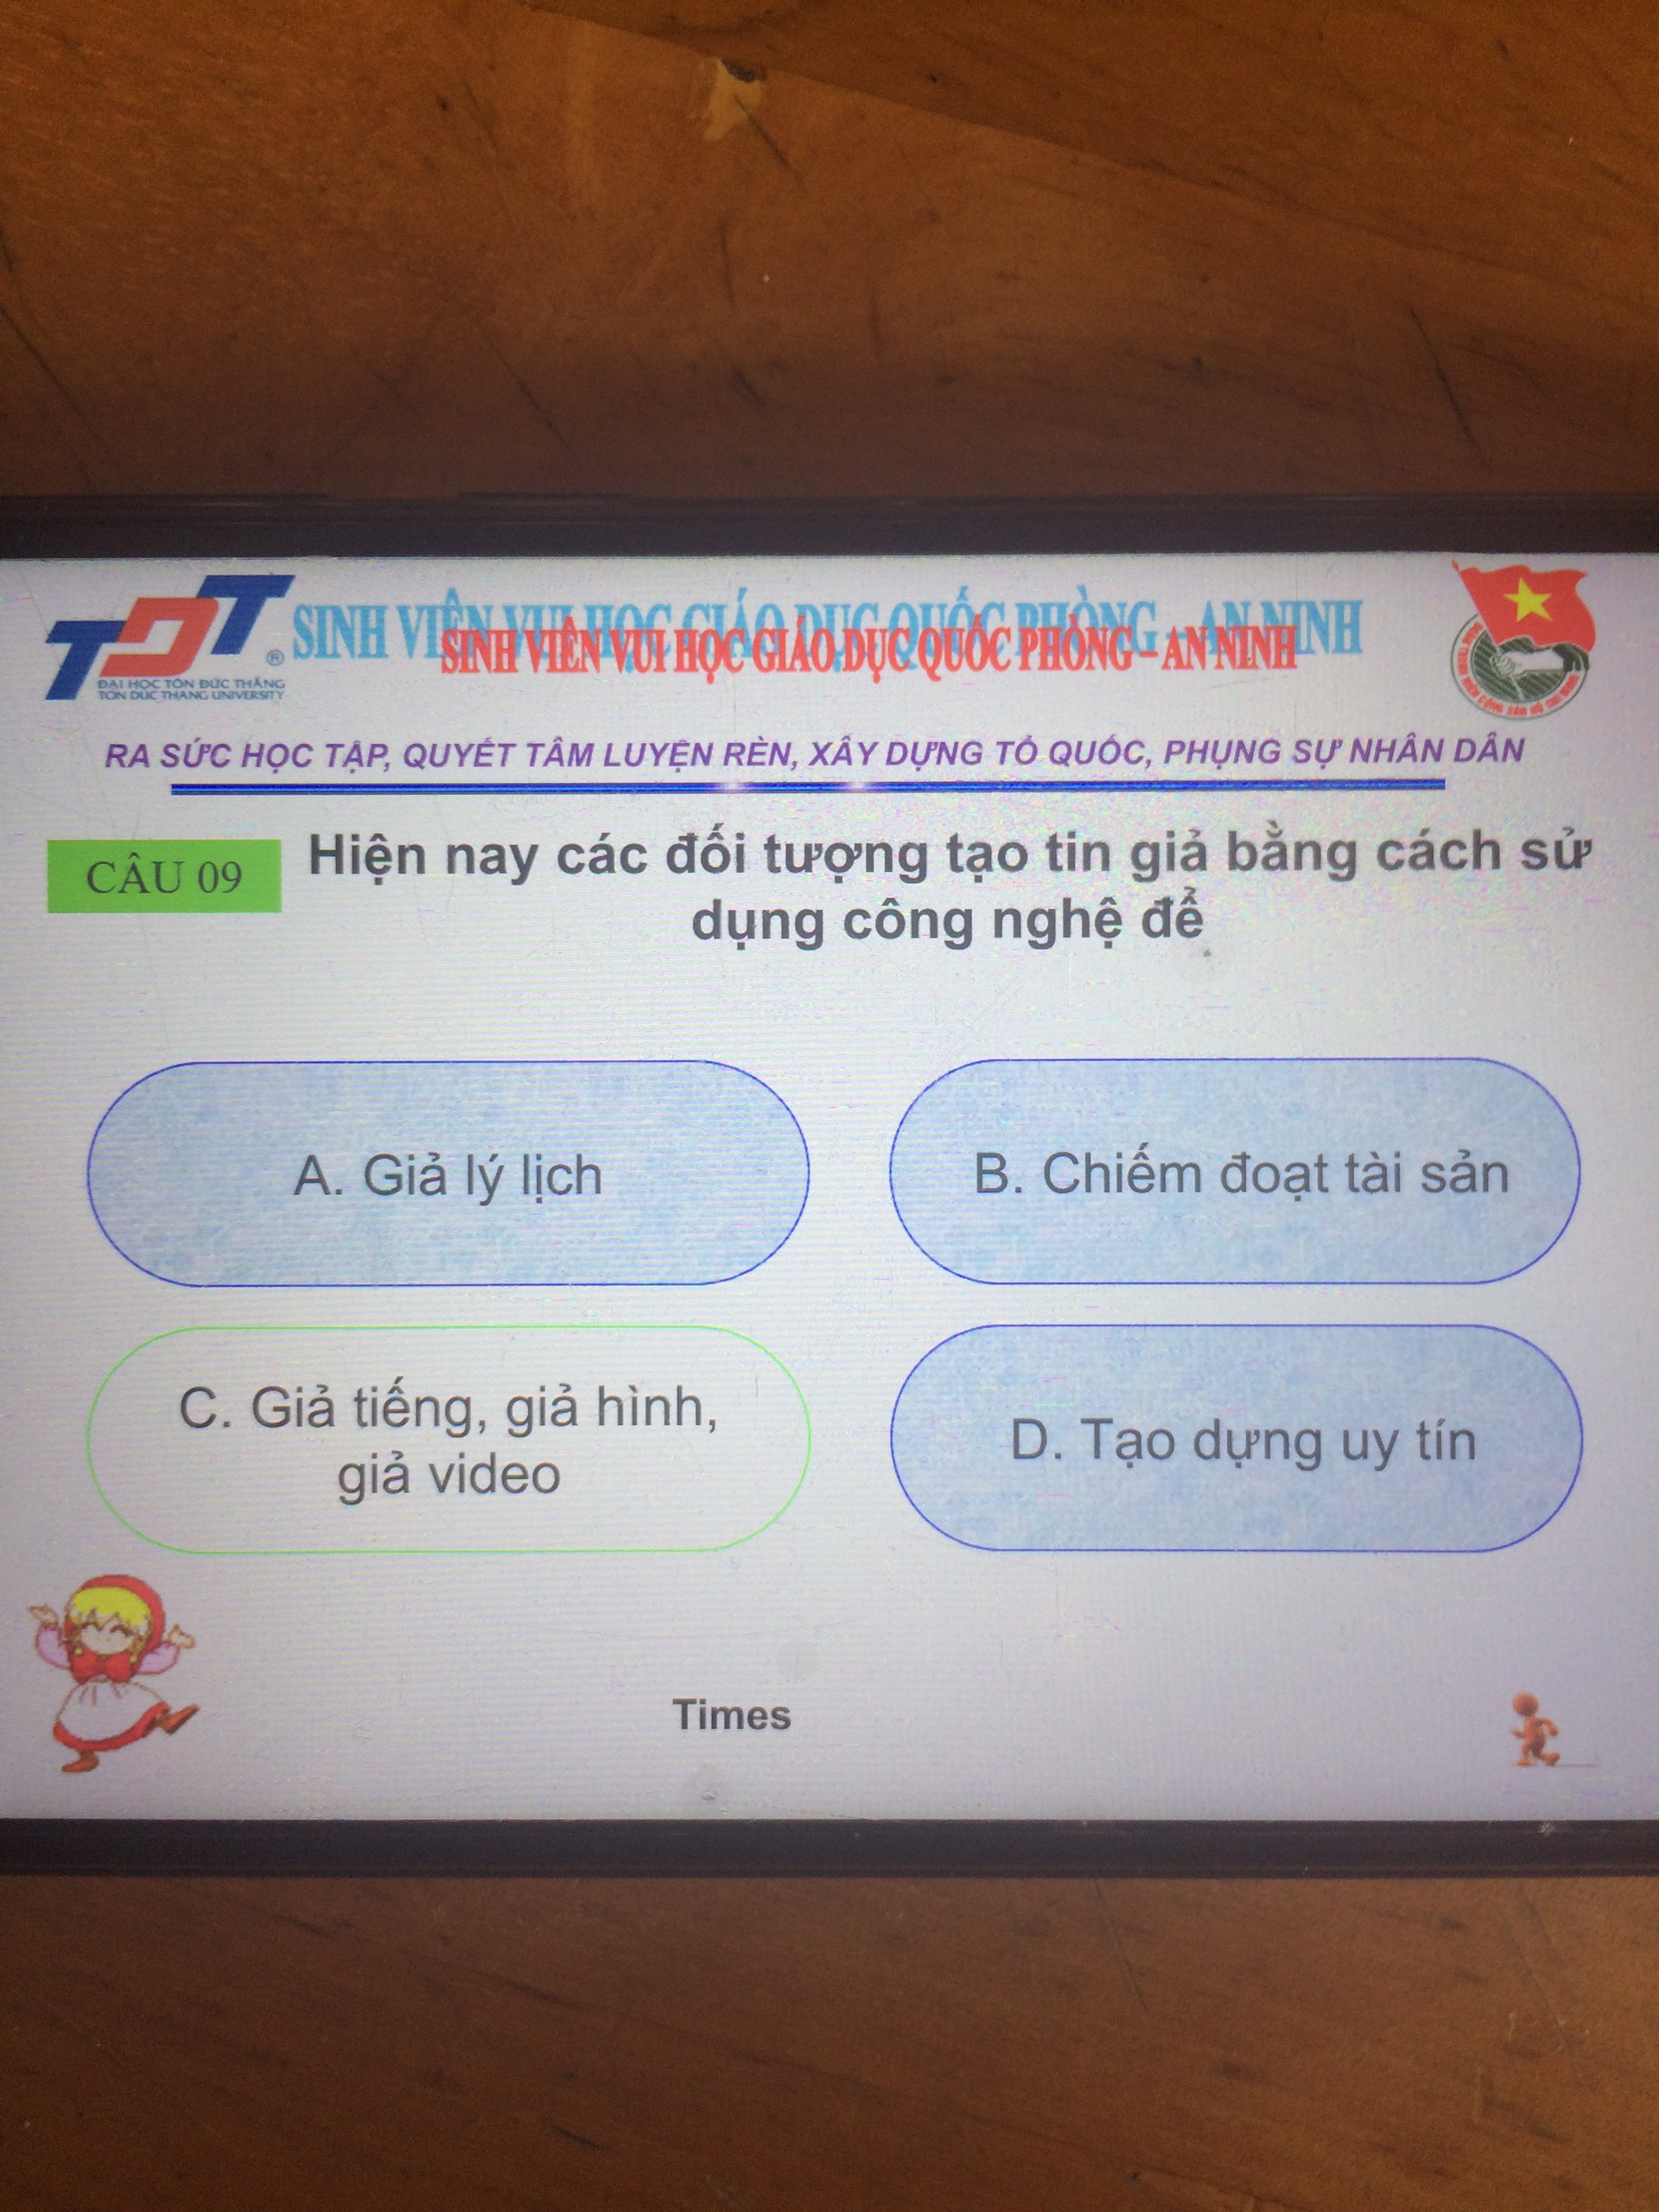 TDT
®
ĐẠI HỌC TÔN ĐỨC THẮNG
TON DUC THANG UNIVERSITY
SINH VIÊN VUI HỌC GIÁO DỤC QUỐC PHÒNG – AN NINH
SINH VIÊN VUI HỌC GIÁO DỤC QUỐC PHÒNG – AN NINH
RA SỨC HỌC TẬP, QUYẾT TÂM LUYỆN RÈN, XÂY DỰNG TỔ QUỐC, PHỤNG SỰ NHÂN DÂN
CÂU 09
Hiện nay các đối tượng tạo tin giả bằng cách sử
dụng công nghệ để
A. Giả lý lịch
B. Chiếm đoạt tài sản
C. Giả tiếng, giả hình,
giả video
D. Tạo dựng uy tín
Times